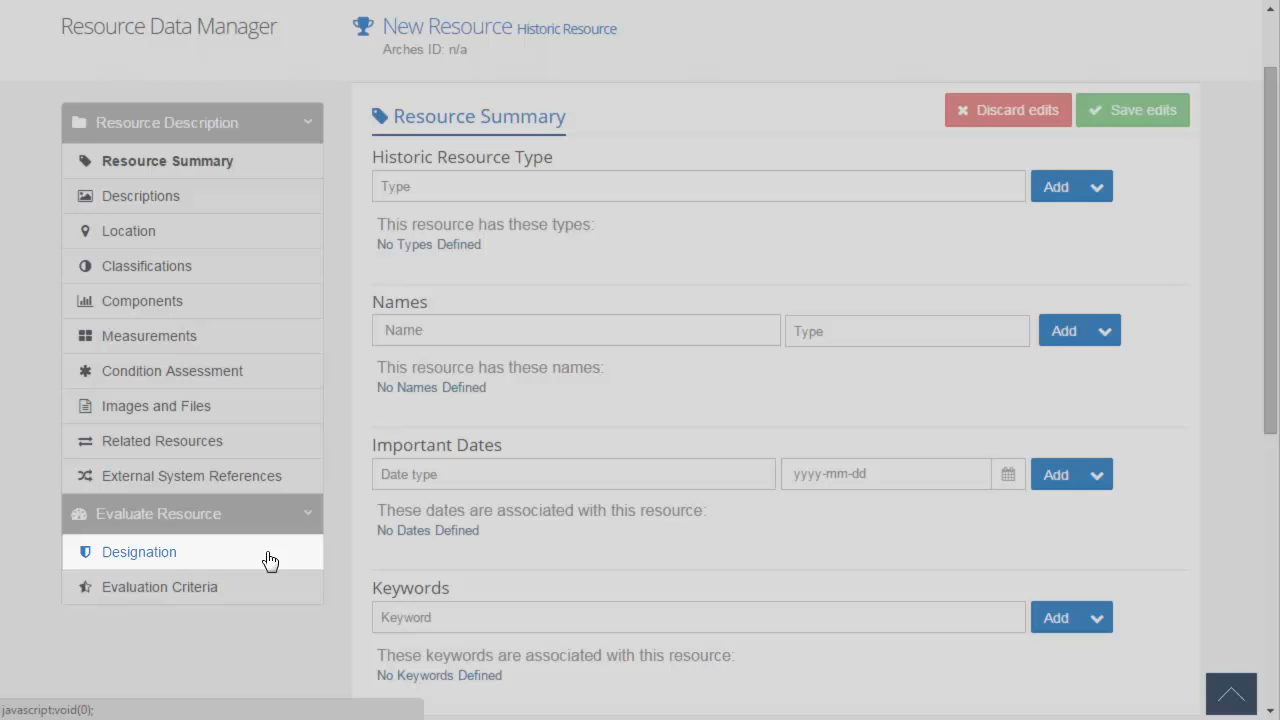 Resource Data Manager
New Resource Historic Resource
Arches ID: n/a
Resource Description
Resource Summary
Descriptions
Location
Classifications
Components
Measurements
Condition Assessment
Images and Files
Related Resources
External System References
Evaluate Resource
Designation
Evaluation Criteria
Resource Summary
Discard edits
Save edits
Historic Resource Type
Type
Add
This resource has these types:
No Types Defined
Names
Name
Type
Add
This resource has these names:
No Names Defined
Important Dates
Date type
yyyy-mm-dd
Add
These dates are associated with this resource:
No Dates Defined
Keywords
Keyword
Add
These keywords are associated with this resource:
No Keywords Defined
javascript:void(0);